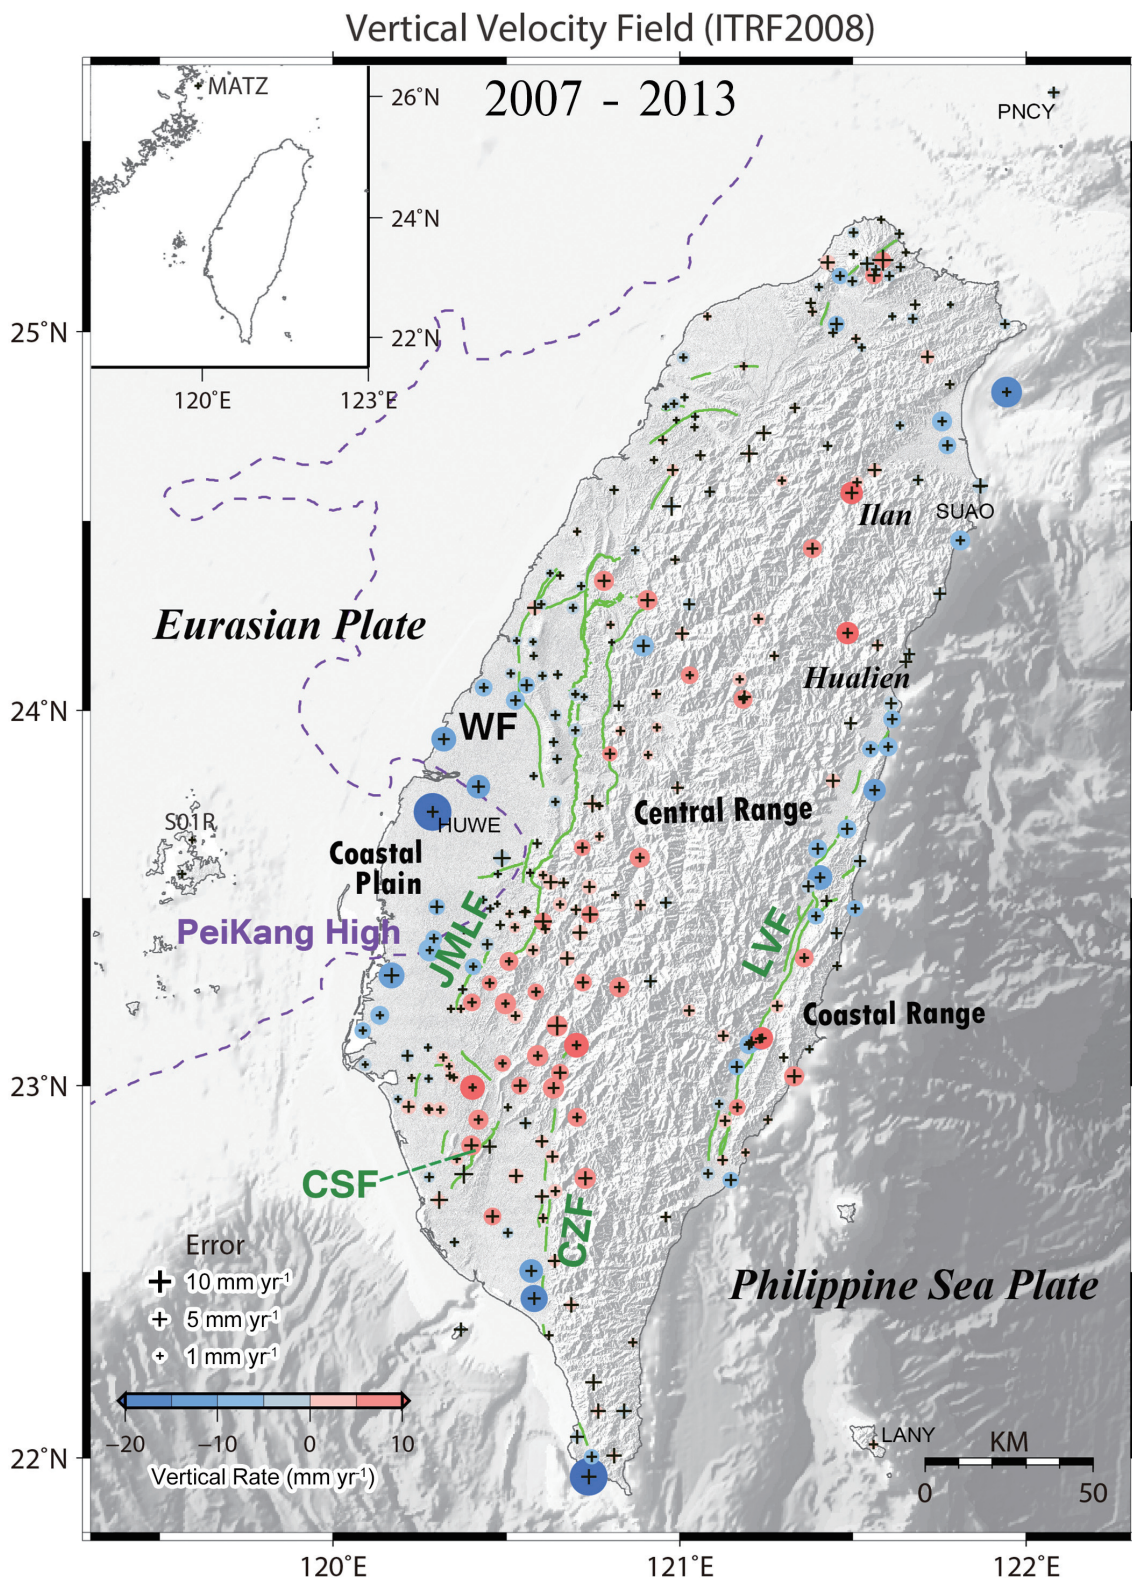 Vertical Velocity Field (ITRF2008)
2007 - 2013
MATZ
PNCY
26°N
24°N
22°N
120°E
123°E
25°N
Ilan
SUAO
Eurasian Plate
Hualien
24°N
WF
Central Range
S01R
HUWE
Coastal
Plain
PeiKang High
JMLF
LVF
Coastal Range
23°N
CSF
CZF
Error
10 mm yr-1
5 mm yr-1
1 mm yr-1
Philippine Sea Plate
−20
−10
0
10
Vertical Rate (mm yr-1)
LANY
KM
0
50
22°N
120°E
121°E
122°E